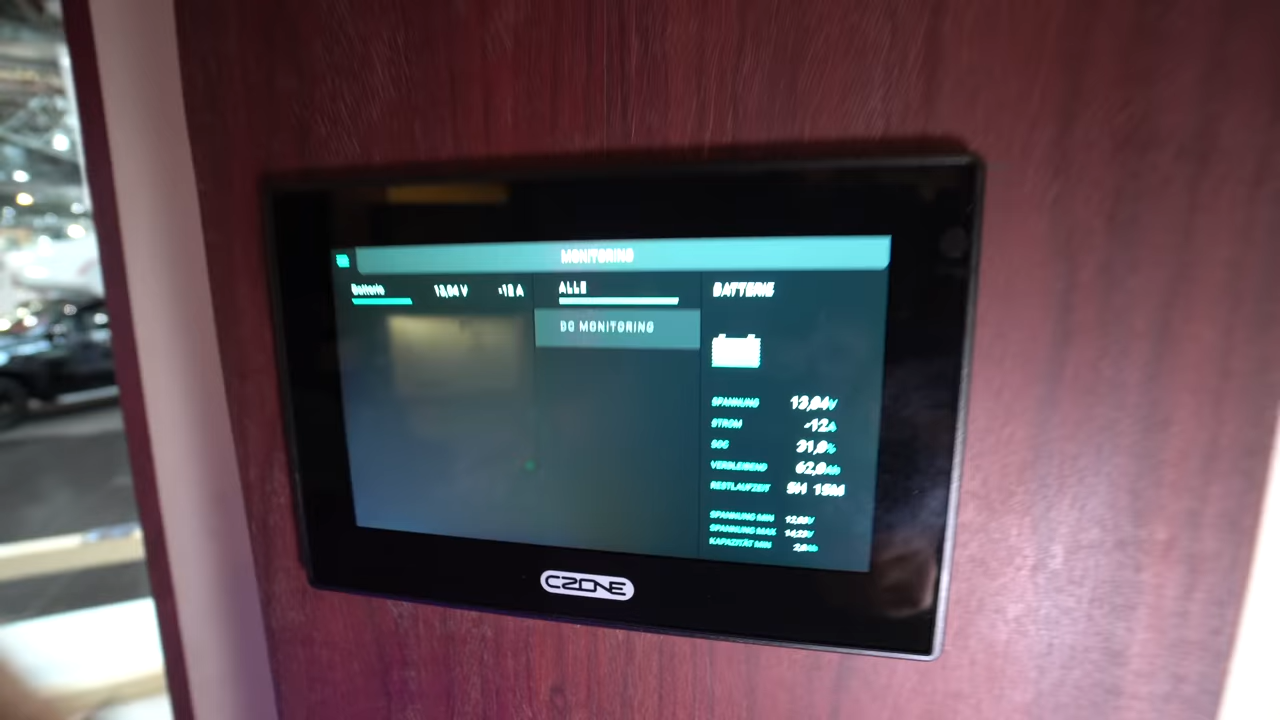 MONITORING
Batterie 13,04 V -12 A
ALLE
DC MONITORING
BATTERIE
SPANNUNG 13,04V
STROM -12A
SOC 31,0%
VERBLEIBEND 62,0Ah
RESTLAUFZEIT 5H 15M
SPANNUNG MIN
SPANNUNG MAX
KAPAZITÄT MIN
CZONE